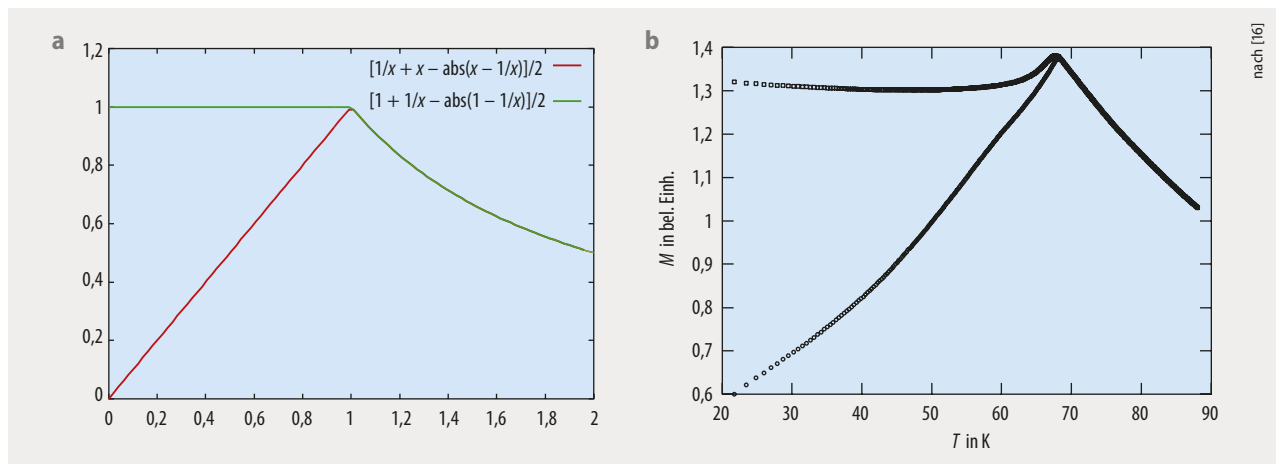 a
1,2
1
0,8
0,6
0,4
0,2
0
0 0,2 0,4 0,6 0,8 1 1,2 1,4 1,6 1,8 2
[1/x + x – abs(x – 1/x)]/2
[1 + 1/x – abs(1 – 1/x)]/2
b
1,4
1,3
1,2
1,1
1
0,9
0,8
0,7
0,6
M in bel. Einh.
20 30 40 50 60 70 80 90
T in K
nach [16]